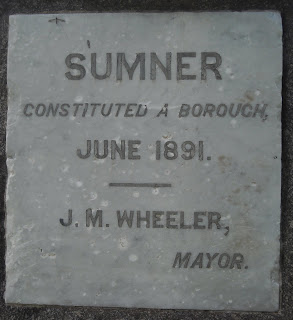 SUMNER
CONSTITUTED A BOROUGH,
JUNE 1891.
J. M. WHEELER,
MAYOR.